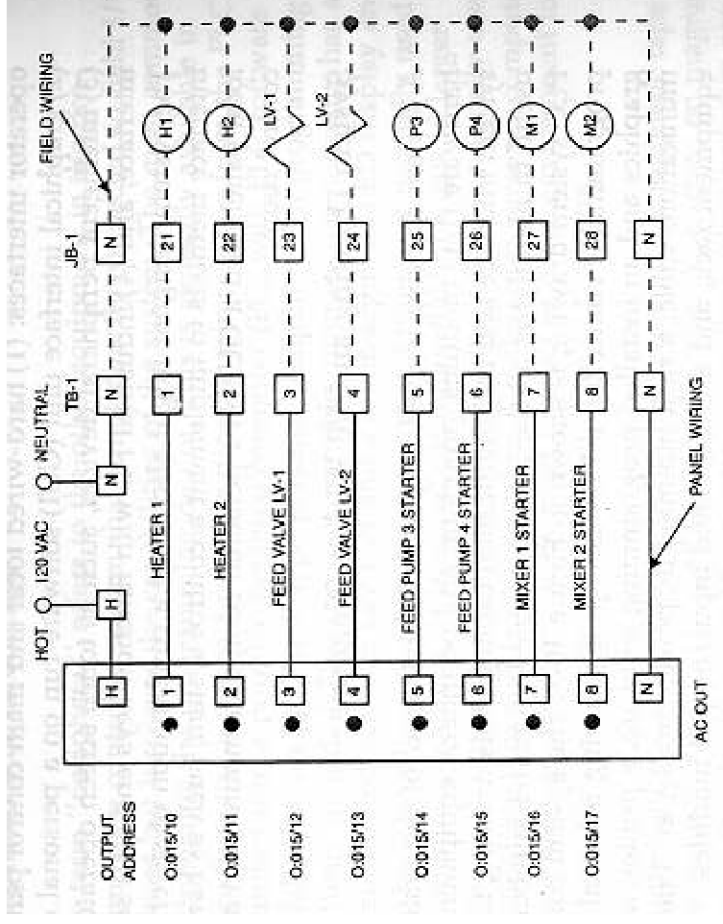 FIELD WIRING
HOT 120 VAC NEUTRAL
TB-1
JB-1
OUTPUT
ADDRESS
H H N N N
O:015/10 1 HEATER 1 1 21 H1
O:015/11 2 HEATER 2 2 22 H2
LV-1
O:015/12 3 FEED VALVE LV-1 3 23
LV-2
O:015/13 4 FEED VALVE LV-2 4 24
O:015/14 5 FEED PUMP 3 STARTER 5 25 P3
O:015/15 6 FEED PUMP 4 STARTER 6 26 P4
O:015/16 7 MIXER 1 STARTER 7 27 M1
O:015/17 8 MIXER 2 STARTER 8 28 M2
N N N
AC OUT
PANEL WIRING